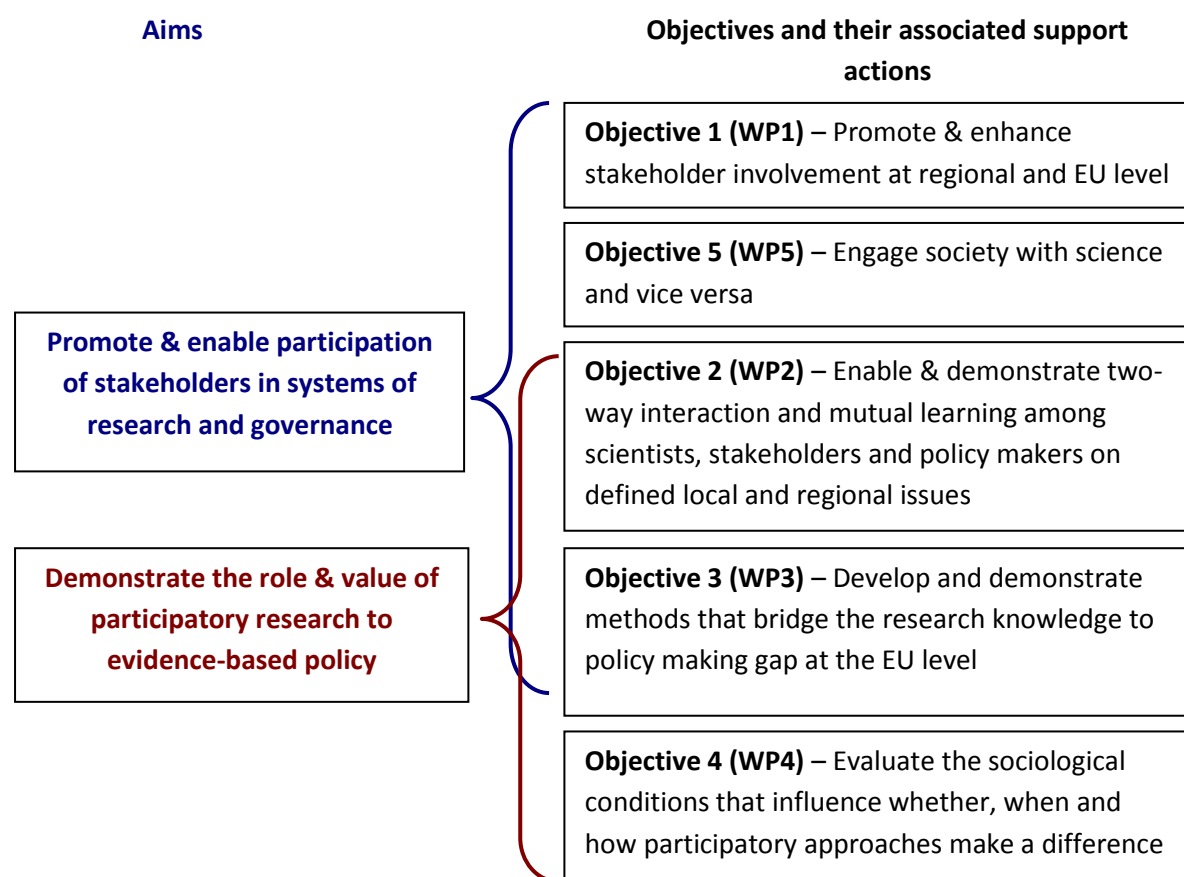 Aims
Objectives and their associated support
actions
Promote & enable participation
of stakeholders in systems of
research and governance
Demonstrate the role & value of
participatory research to
evidence-based policy
Objective 1 (WP1) – Promote & enhance
stakeholder involvement at regional and EU level
Objective 5 (WP5) – Engage society with science
and vice versa
Objective 2 (WP2) – Enable & demonstrate two-
way interaction and mutual learning among
scientists, stakeholders and policy makers on
defined local and regional issues
Objective 3 (WP3) – Develop and demonstrate
methods that bridge the research knowledge to
policy making gap at the EU level
Objective 4 (WP4) – Evaluate the sociological
conditions that influence whether, when and
how participatory approaches make a difference